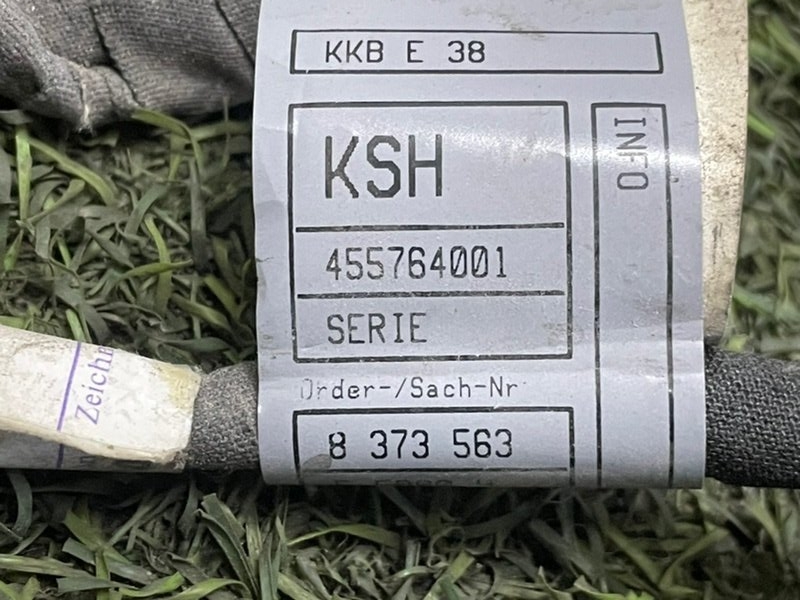 KKB E 38
KSH
INFO
455764001
SERIE
Order-/Sach-Nr
8 373 563